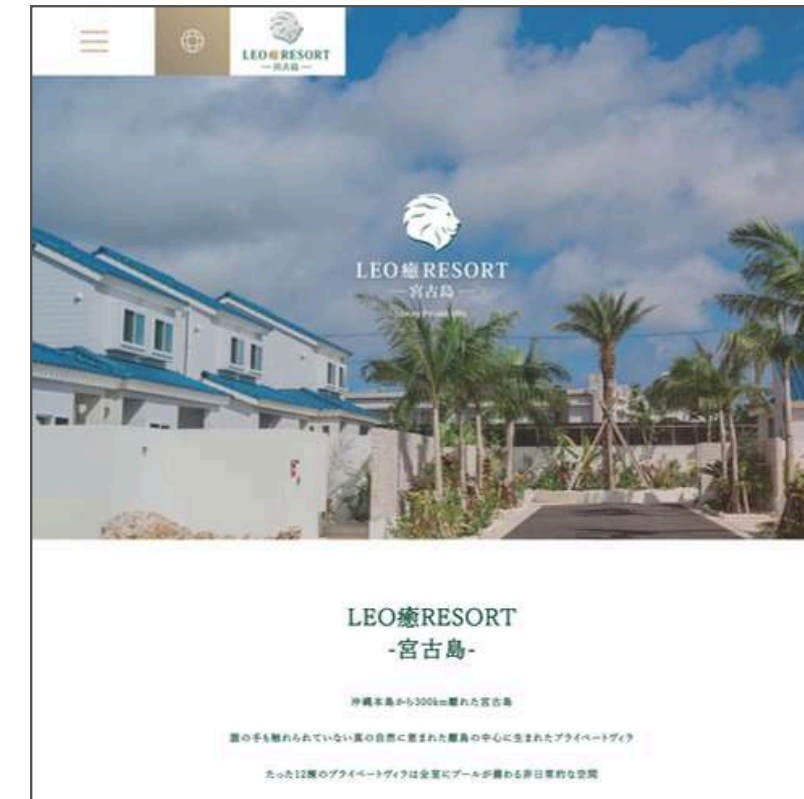 LEO癒RESORT
―宮古島―
LEO癒RESORT
―宮古島―
LEO癒RESORT
-宮古島-
沖縄本島から300km離れた宮古島
誰の手も触れられていない真の自然に恵まれた離島の中心に生まれたプライベートヴィラ
たった12棟のプライベートヴィラは全室にプールが備わる非日常的な空間